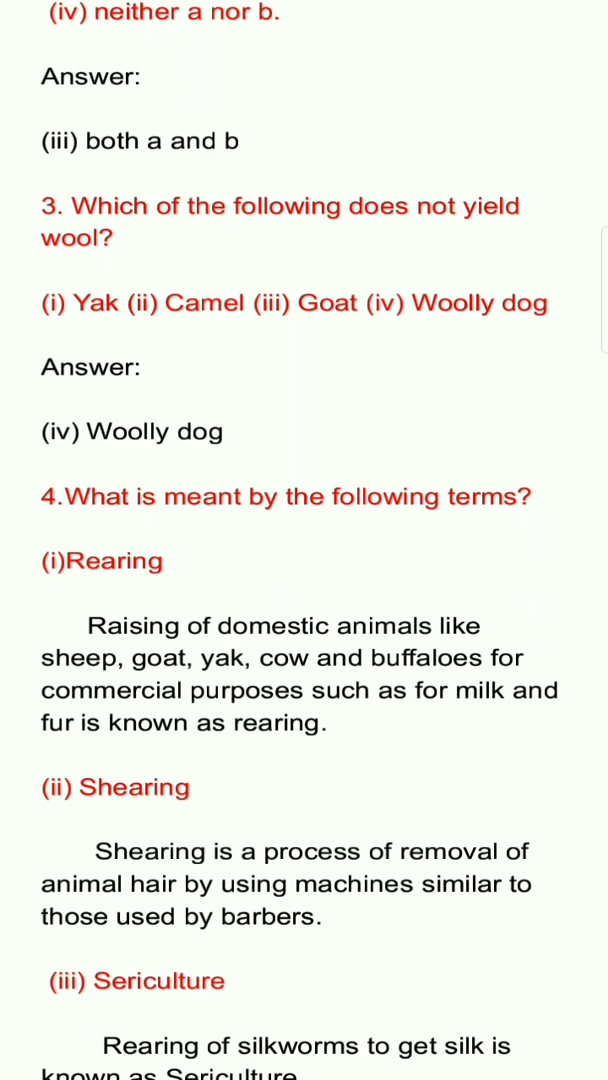 (iv) neither a nor b.
Answer:
(iii) both a and b
3. Which of the following does not yield
wool?
(i) Yak (ii) Camel (iii) Goat (iv) Woolly dog
Answer:
(iv) Woolly dog
4.What is meant by the following terms?
(i)Rearing
Raising of domestic animals like
sheep, goat, yak, cow and buffaloes for
commercial purposes such as for milk and
fur is known as rearing.
(ii) Shearing
Shearing is a process of removal of
animal hair by using machines similar to
those used by barbers.
(iii) Sericulture
Rearing of silkworms to get silk is
known as Sericulture